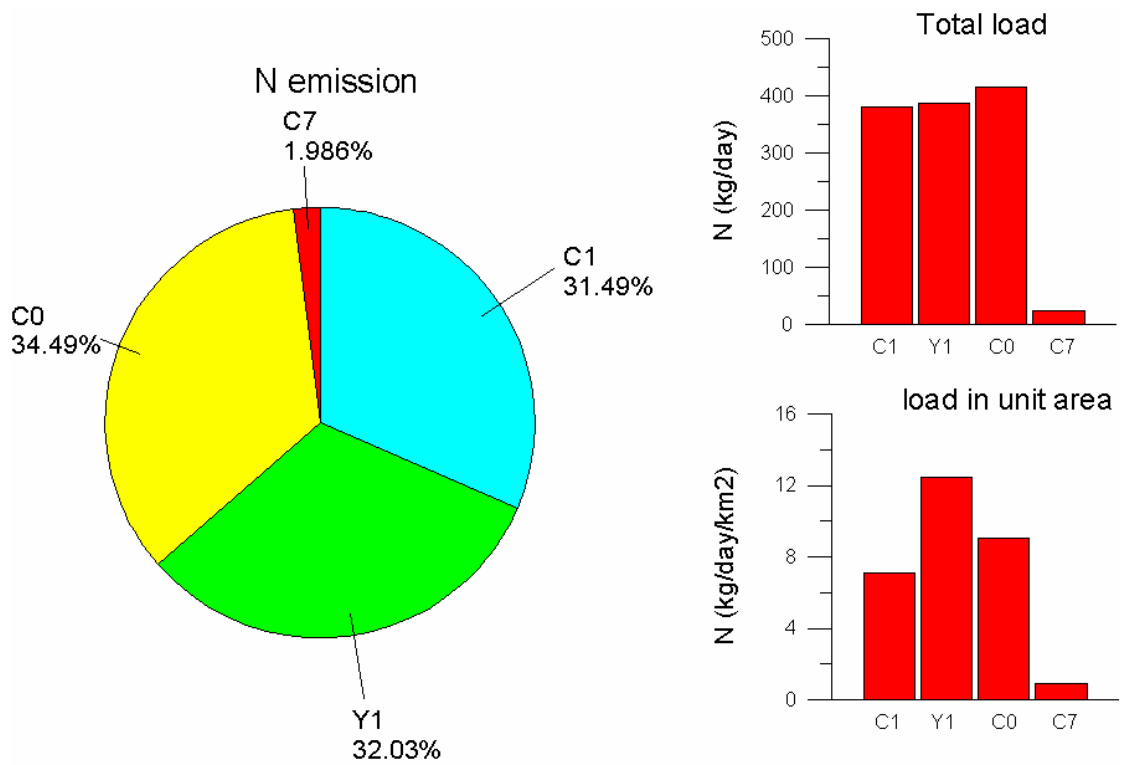 N emission
C7
1.986%
C1
31.49%
C0
34.49%
Y1
32.03%
Total load
N (kg/day)
500
400
300
200
100
0
C1 Y1 C0 C7
load in unit area
N (kg/day/km2)
16
12
8
4
0
C1 Y1 C0 C7